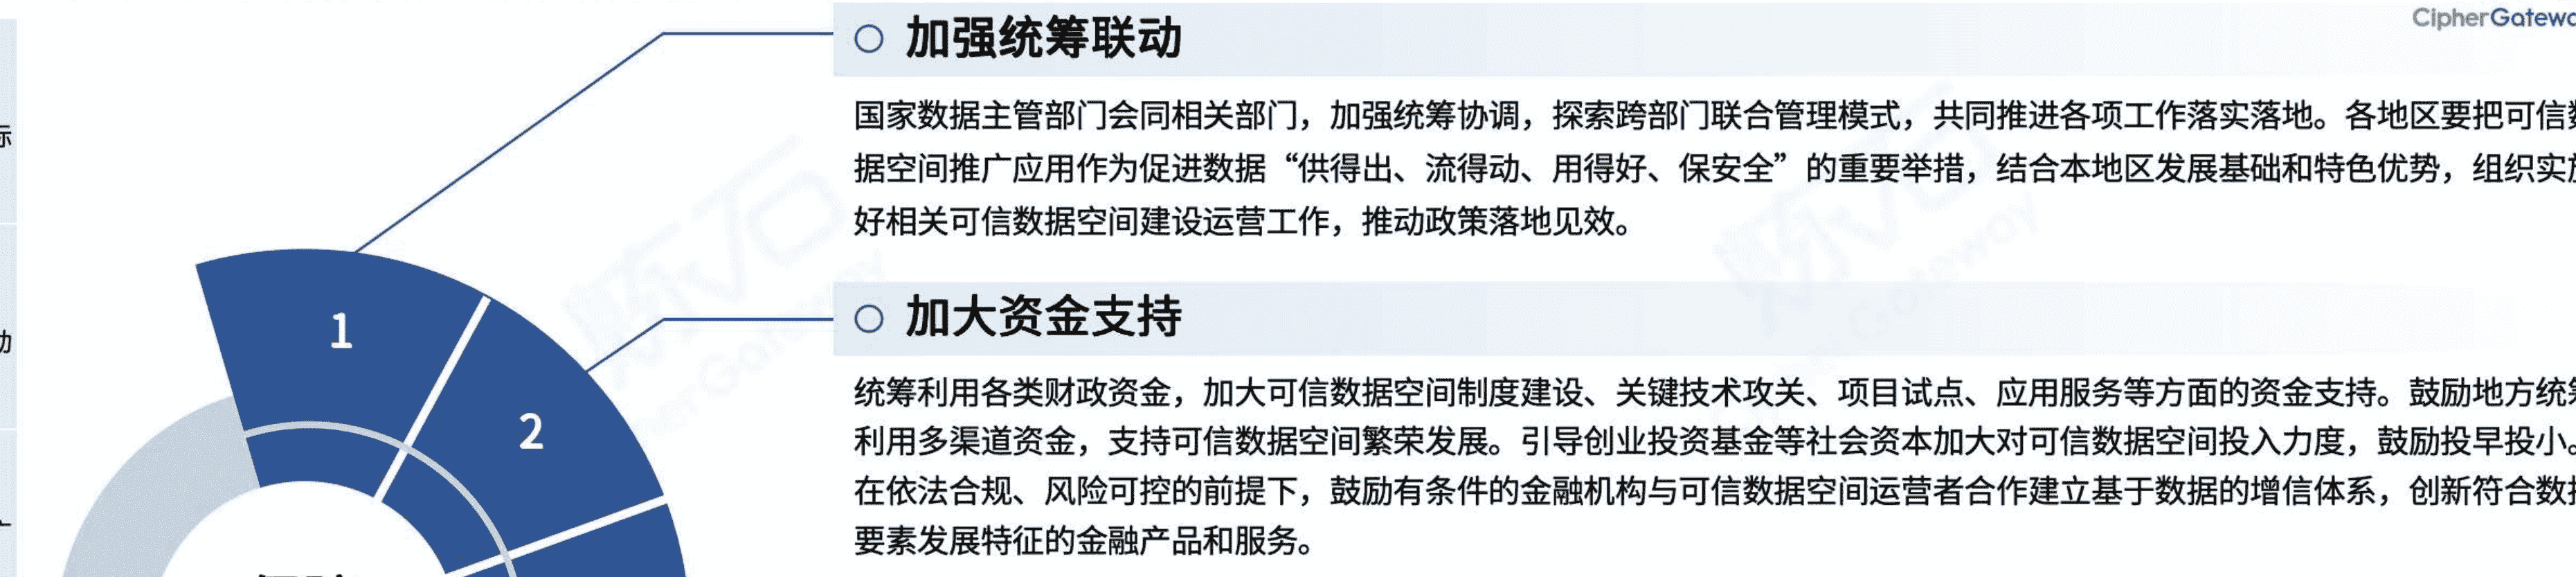 CipherGatewa
加强统筹联动
国家数据主管部门会同相关部门，加强统筹协调，探索跨部门联合管理模式，共同推进各项工作落实落地。各地区要把可信数
据空间推广应用作为促进数据“供得出、流得动、用得好、保安全”的重要举措，结合本地区发展基础和特色优势，组织实施
好相关可信数据空间建设运营工作，推动政策落地见效。
1
加大资金支持
2
统筹利用各类财政资金，加大可信数据空间制度建设、关键技术攻关、项目试点、应用服务等方面的资金支持。鼓励地方统筹
利用多渠道资金，支持可信数据空间繁荣发展。引导创业投资基金等社会资本加大对可信数据空间投入力度，鼓励投早投小。
在依法合规、风险可控的前提下，鼓励有条件的金融机构与可信数据空间运营者合作建立基于数据的增信体系，创新符合数据
要素发展特征的金融产品和服务。